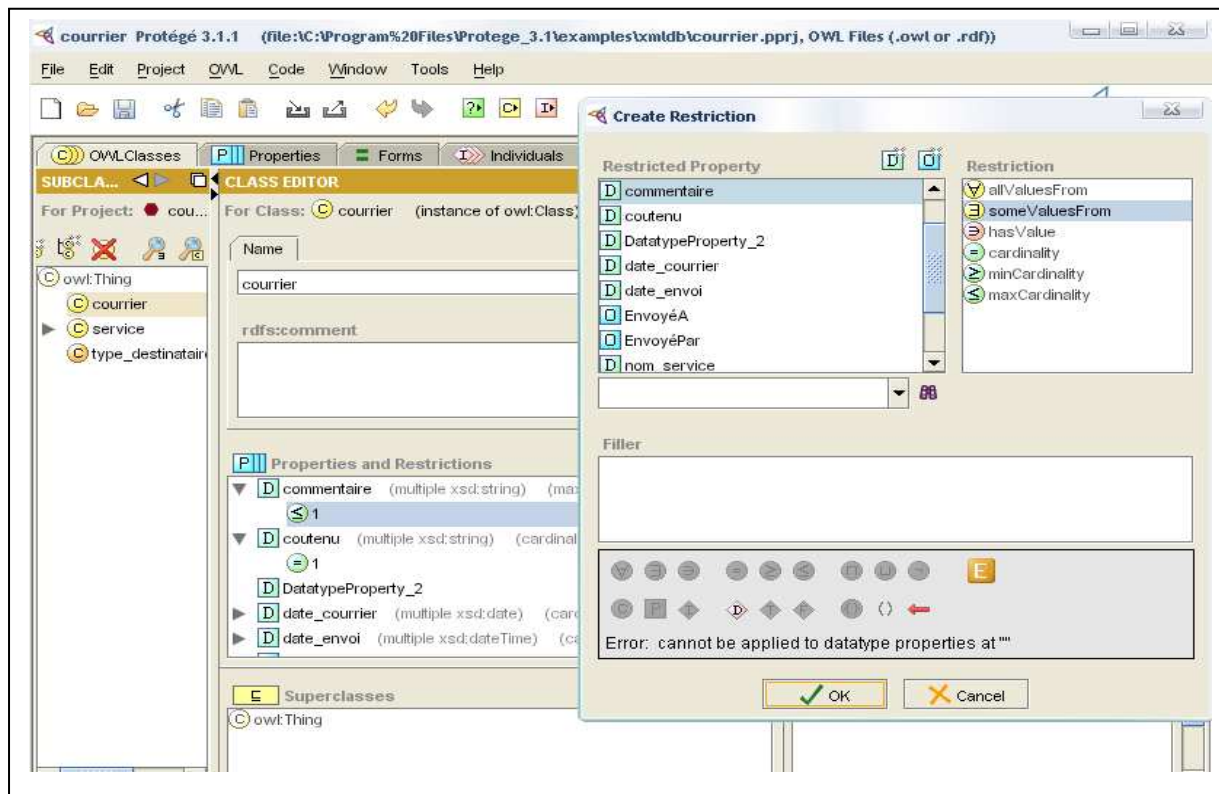 courrier Protégé 3.1.1 (file:\C:\Program%20Files\Protege_3.1\examples\xmldb\courrier.pprj, OWL Files (.owl or .rdf))
File Edit Project OWL Code Window Tools Help
OWLClasses Properties Forms Individuals
SUBCLA... CLASS EDITOR
For Project: cou... For Class: courrier (instance of owl:Class)
Name
courrier
rdfs:comment
owl:Thing
courrier
service
type_destinatair
Properties and Restrictions
commentaire (multiple xsd:string) (max
≤ 1
coutenu (multiple xsd:string) (cardinal
= 1
DatatypeProperty_2
date_courrier (multiple xsd:date) (card
date_envoi (multiple xsd:dateTime) (ca
Superclasses
owl:Thing
Create Restriction
Restricted Property
commentaire
coutenu
DatatypeProperty_2
date_courrier
date_envoi
EnvoyéA
EnvoyéPar
nom_service
Restriction
∀ allValuesFrom
∃ someValuesFrom
∋ hasValue
= cardinality
≥ minCardinality
≤ maxCardinality
Filler
Error: cannot be applied to datatype properties at ""
OK Cancel